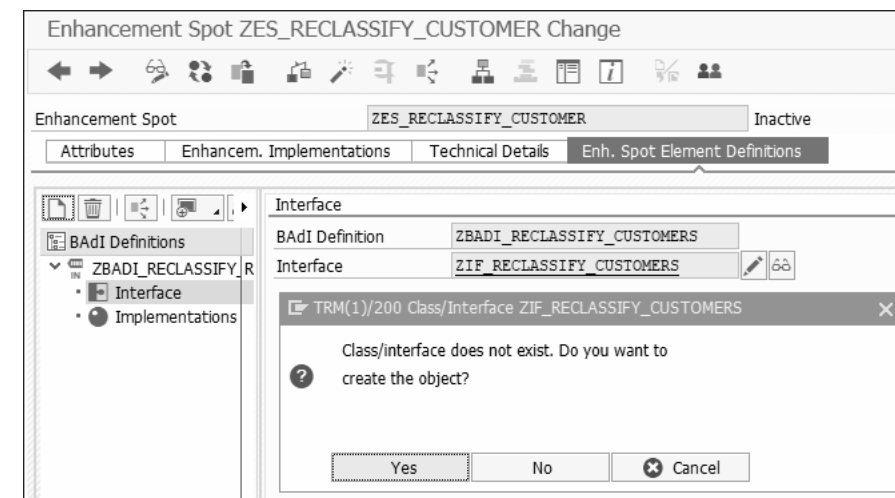 Enhancement Spot ZES_RECLASSIFY_CUSTOMER Change
Enhancement Spot ZES_RECLASSIFY_CUSTOMER Inactive
Attributes Enhancem. Implementations Technical Details Enh. Spot Element Definitions
Interface
BAdI Definitions
BAdI Definition ZBADI_RECLASSIFY_CUSTOMERS
ZBADI_RECLASSIFY_R
Interface ZIF_RECLASSIFY_CUSTOMERS
Interface
Implementations
TRM(1)/200 Class/Interface ZIF_RECLASSIFY_CUSTOMERS
Class/interface does not exist. Do you want to
create the object?
Yes No Cancel